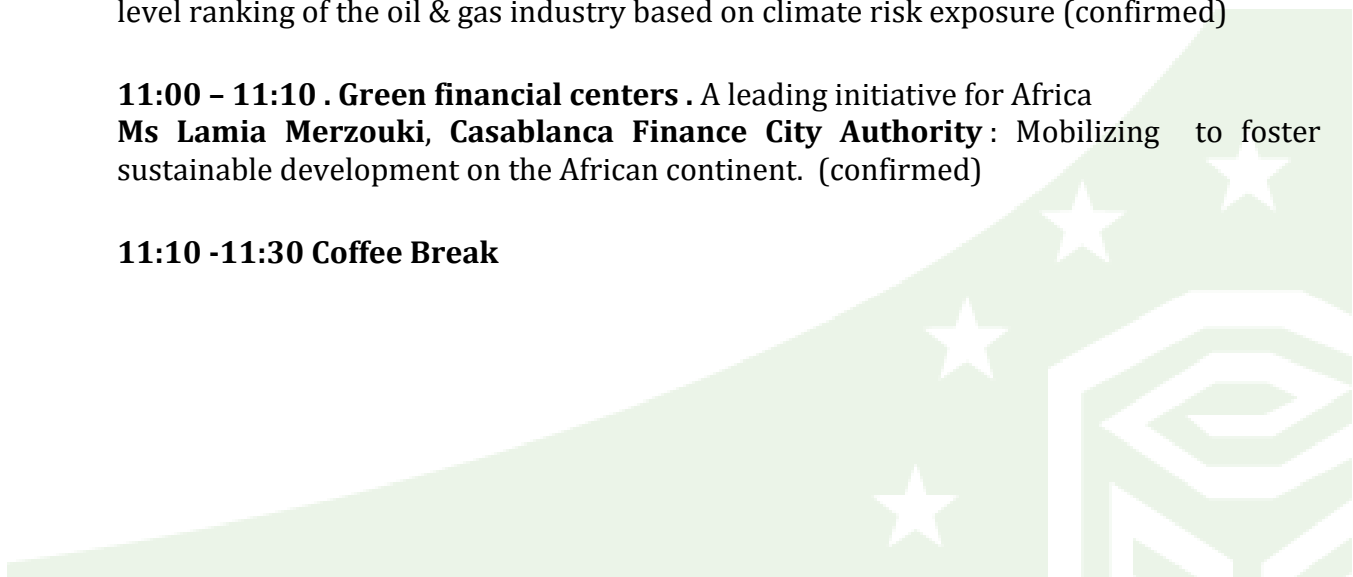 level ranking of the oil & gas industry based on climate risk exposure (confirmed)
11:00 – 11:10 . Green financial centers . A leading initiative for Africa
Ms Lamia Merzouki, Casablanca Finance City Authority : Mobilizing to foster
sustainable development on the African continent. (confirmed)
11:10 -11:30 Coffee Break